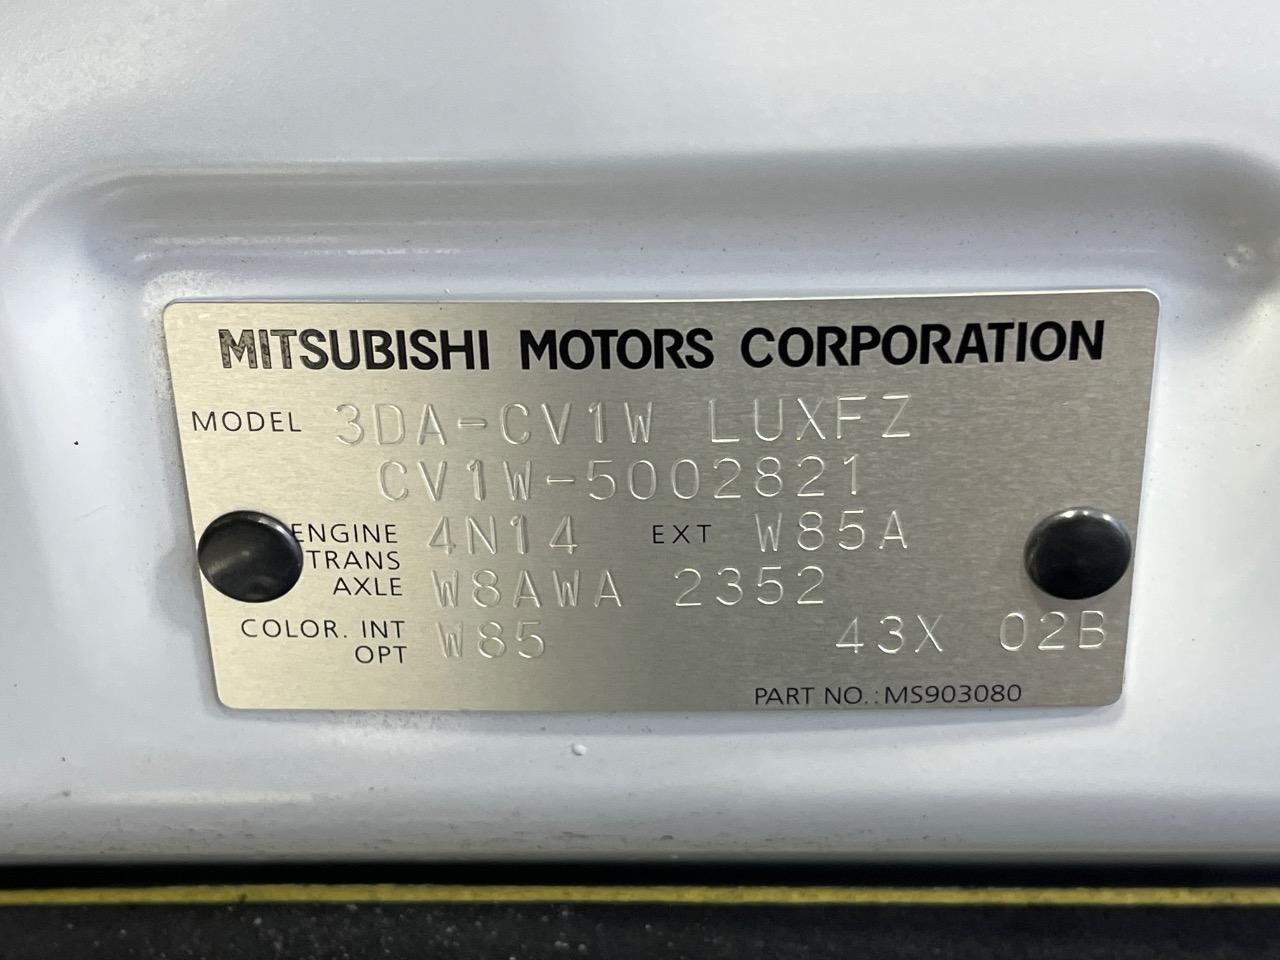 MITSUBISHI MOTORS CORPORATION
MODEL 3DA-CV1W LUXFZ
CV1W-5002821
ENGINE 4N14 EXT W85A
TRANS
AXLE W8AWA 2352
COLOR. INT
OPT W85 43X 02B
PART NO.:MS903080